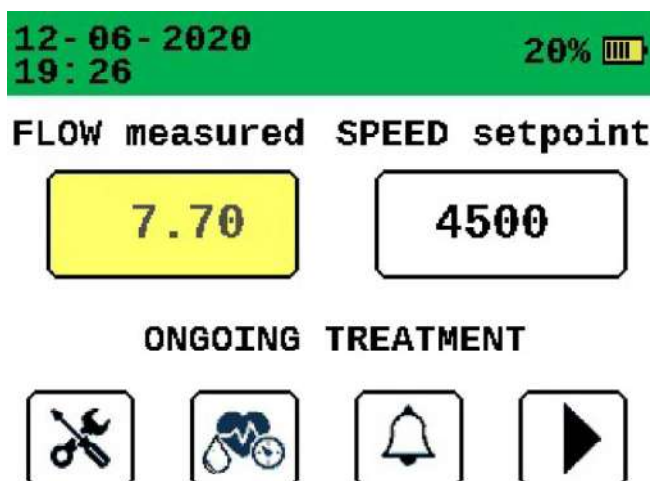 12-06-2020
19:26
20%
FLOW measured SPEED setpoint
7.70 4500
ONGOING TREATMENT